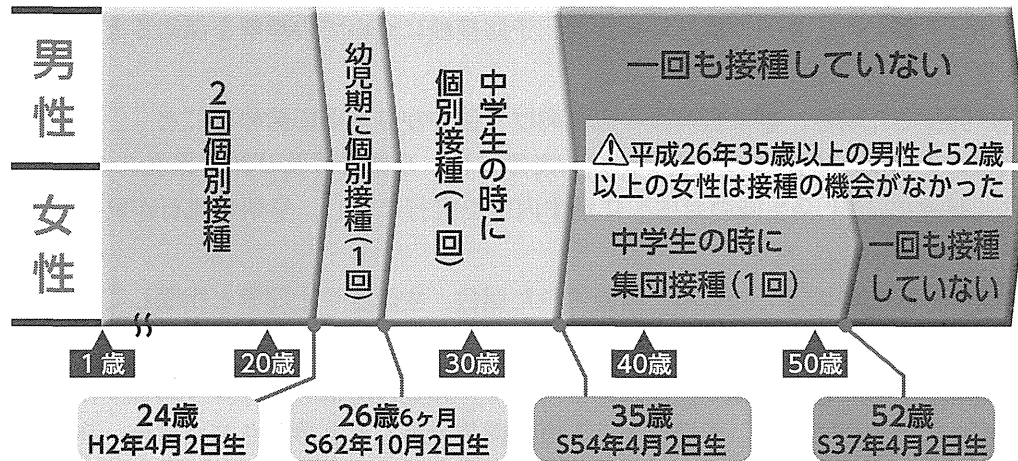 男性
2回個別接種
幼児期に個別接種(1回)
中学生の時に
個別接種(1回)
一回も接種していない
⚠平成26年35歳以上の男性と52歳
以上の女性は接種の機会がなかった
女性
中学生の時に
集団接種(1回)
一回も接種
していない
1歳
20歳
30歳
40歳
50歳
24歳
H2年4月2日生
26歳6ヶ月
S62年10月2日生
35歳
S54年4月2日生
52歳
S37年4月2日生